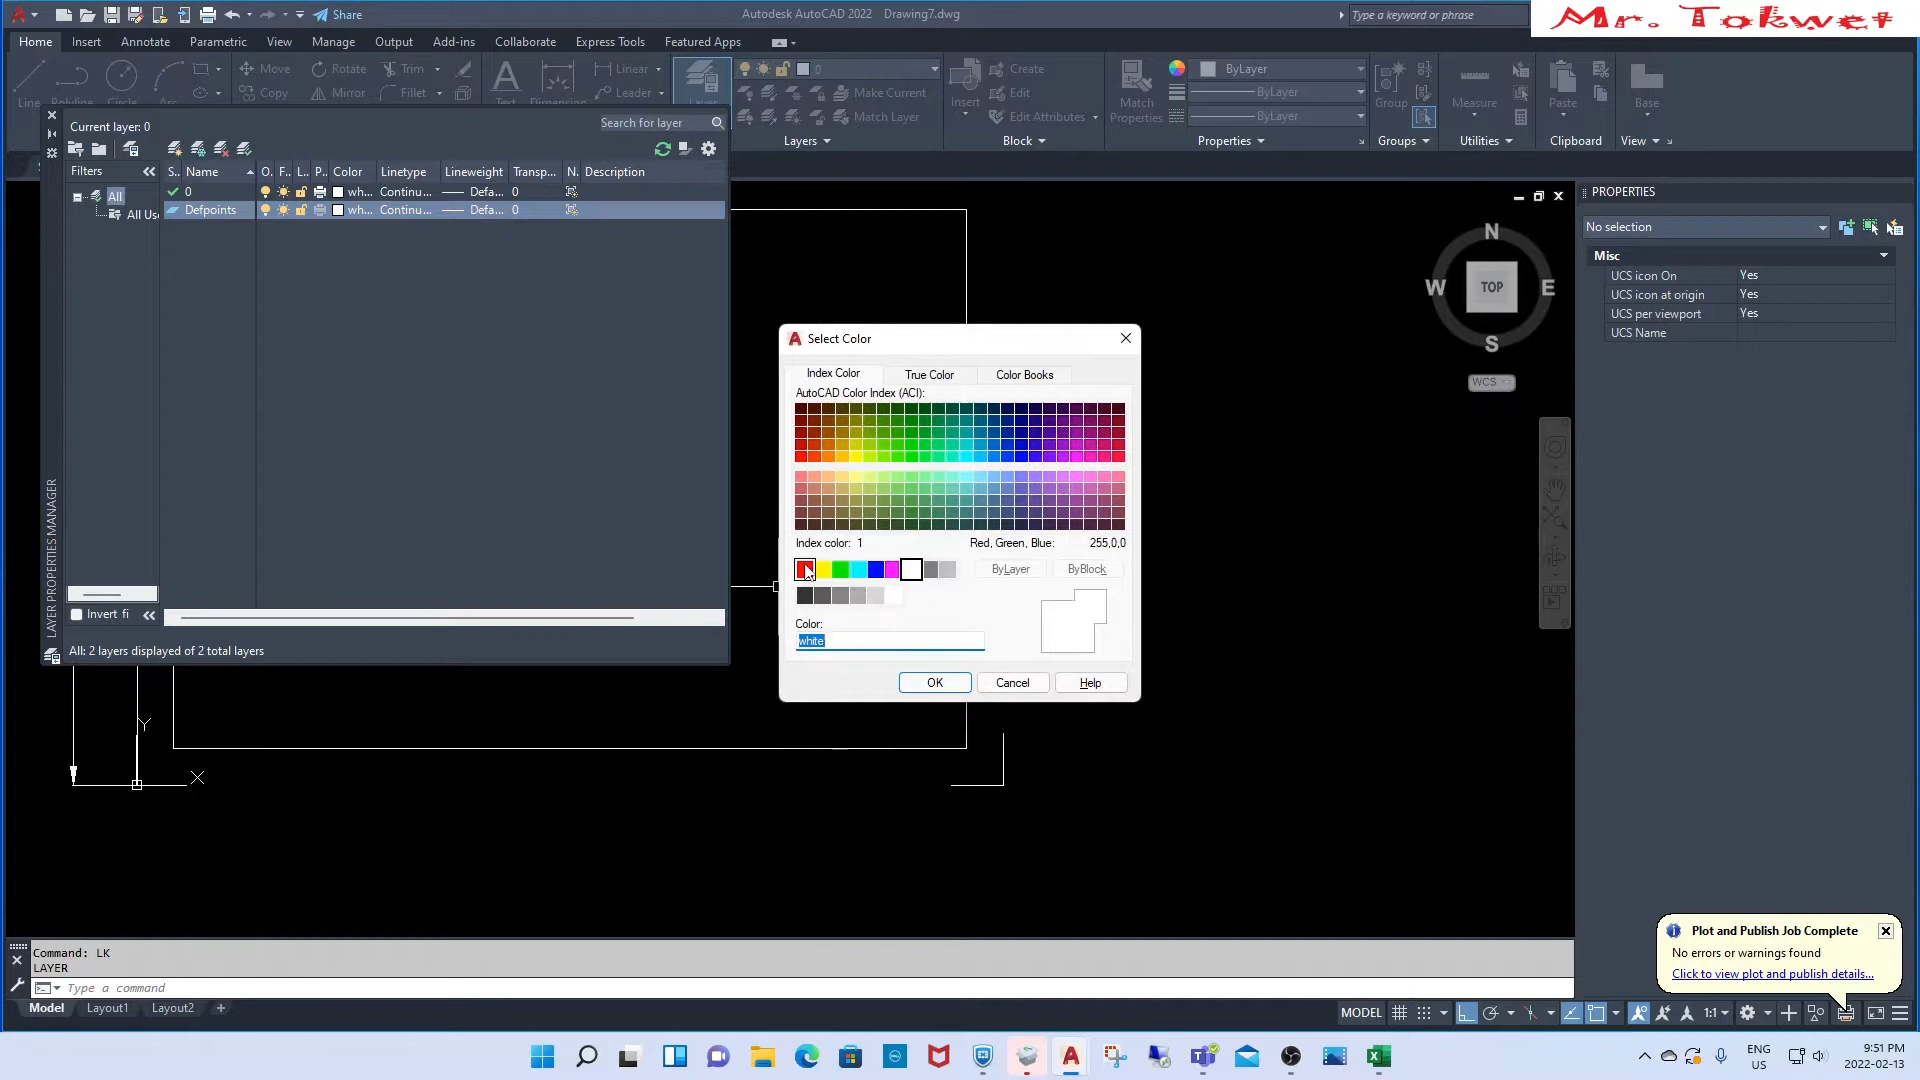 Share
Autodesk AutoCAD 2022 Drawing7.dwg
Type a keyword or phrase
Mr. Tokwet
Home Insert Annotate Parametric View Manage Output Add-ins Collaborate Express Tools Featured Apps
Move Rotate Trim Linear 0 Create ByLayer
Line Polyline Circle Arc Copy Mirror Fillet Text Dimension Leader Layer Make Current Insert Edit Match Properties ByLayer Group Measure Paste Base
Match Layer Edit Attributes ByLayer
Layers Block Properties Groups Utilities Clipboard View
Current layer: 0
Search for layer
Filters S.. Name O. F.. L.. P.. Color Linetype Lineweight Transp... N. Description
All 0 wh... Continu... Defa... 0
All Us Defpoints wh... Continu... Defa... 0
Invert fi
All: 2 layers displayed of 2 total layers
LAYER PROPERTIES MANAGER
Select Color
Index Color True Color Color Books
AutoCAD Color Index (ACI):
Index color: 1 Red, Green, Blue: 255,0,0
ByLayer ByBlock
Color:
white
OK Cancel Help
Y
X
N
W TOP E
S
WCS
PROPERTIES
No selection
Misc
UCS icon On Yes
UCS icon at origin Yes
UCS per viewport Yes
UCS Name
Command: LK
LAYER
Type a command
Model Layout1 Layout2 +
MODEL 1:1
Plot and Publish Job Complete
No errors or warnings found
Click to view plot and publish details...
ENG
US
9:51 PM
2022-02-13